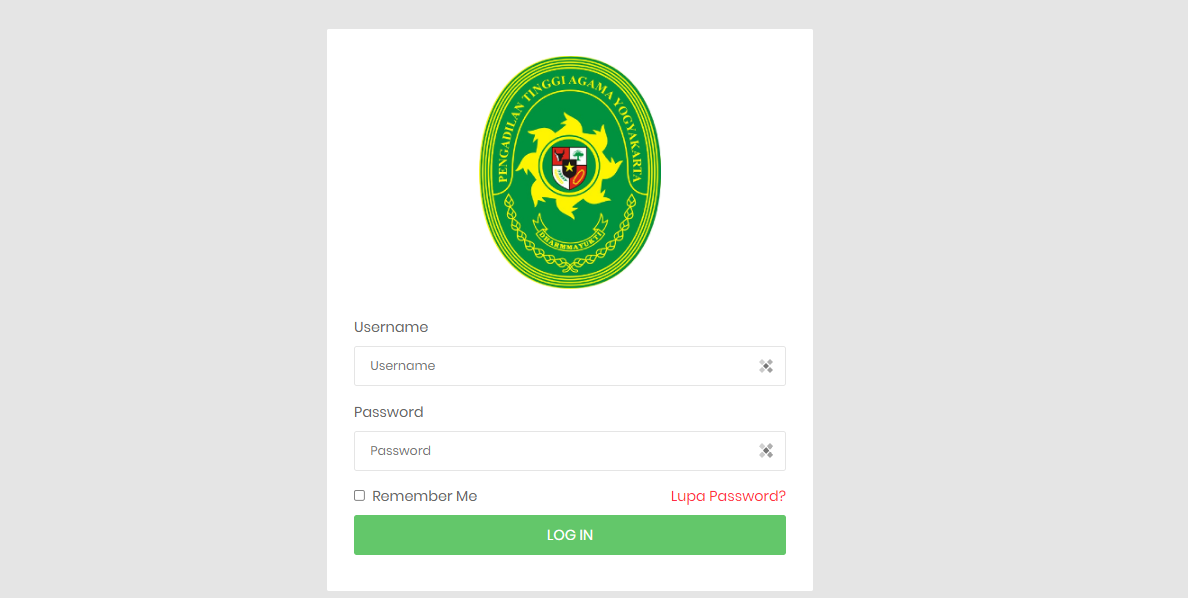 PENGADILAN TINGGI AGAMA YOGYAKARTA
DHARMMAYUKTI
Username
Username
Password
Password
Remember Me
Lupa Password?
LOG IN